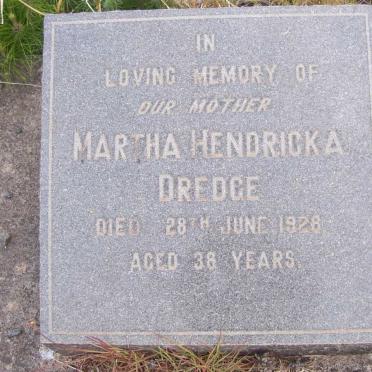 IN
LOVING MEMORY OF
OUR MOTHER
MARTHA HENDRICKA
DREDGE
DIED 28TH JUNE 1928
AGED 38 YEARS.